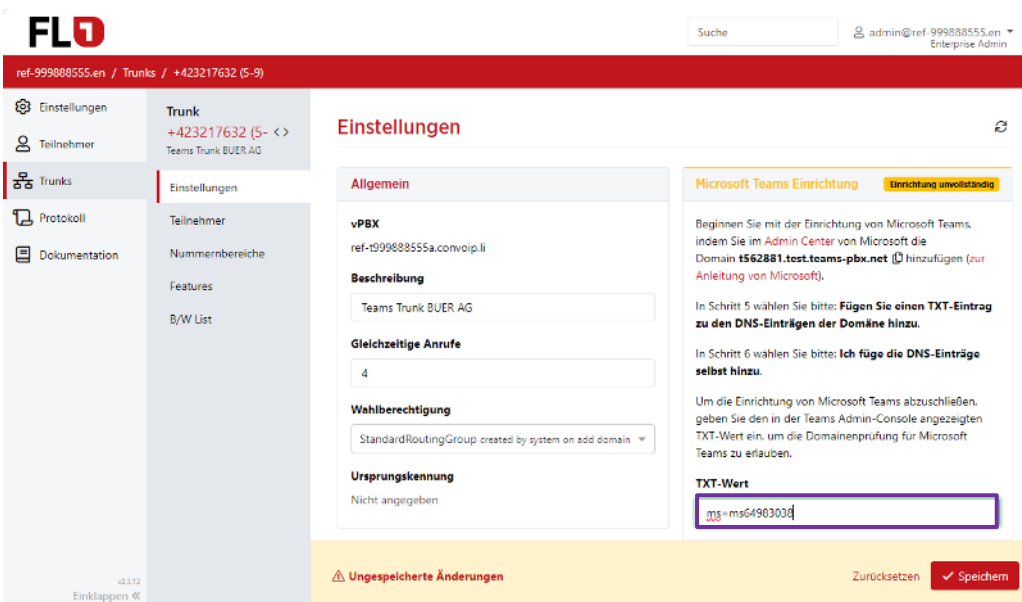 FL1
Suche
admin@ref-999888555.en
Enterprise Admin
ref-999888555.en / Trunks / +423217632 (5-9)
Einstellungen
Teilnehmer
Trunks
Protokoll
Dokumentation
v2.3.12
Einklappen
Trunk
+423217632 (5-
Teams Trunk BUER AG
Einstellungen
Teilnehmer
Nummernbereiche
Features
B/W List
Einstellungen
Allgemein
vPBX
ref-t999888555a.convoip.li
Beschreibung
Teams Trunk BUER AG
Gleichzeitige Anrufe
4
Wahlberechtigung
StandardRoutingGroup created by system on add domain
Ursprungskennung
Nicht angegeben
Microsoft Teams Einrichtung
Einrichtung unvollständig
Beginnen Sie mit der Einrichtung von Microsoft Teams,
indem Sie im Admin Center von Microsoft die
Domain t562881.test.teams-pbx.net hinzufügen (zur
Anleitung von Microsoft).
In Schritt 5 wählen Sie bitte: Fügen Sie einen TXT-Eintrag
zu den DNS-Einträgen der Domäne hinzu.
In Schritt 6 wählen Sie bitte: Ich füge die DNS-Einträge
selbst hinzu.
Um die Einrichtung von Microsoft Teams abzuschließen,
geben Sie den in der Teams Admin-Console angezeigten
TXT-Wert ein, um die Domainenprüfung für Microsoft
Teams zu erlauben.
TXT-Wert
ms=ms64983038
Ungespeicherte Änderungen
Zurücksetzen
Speichern